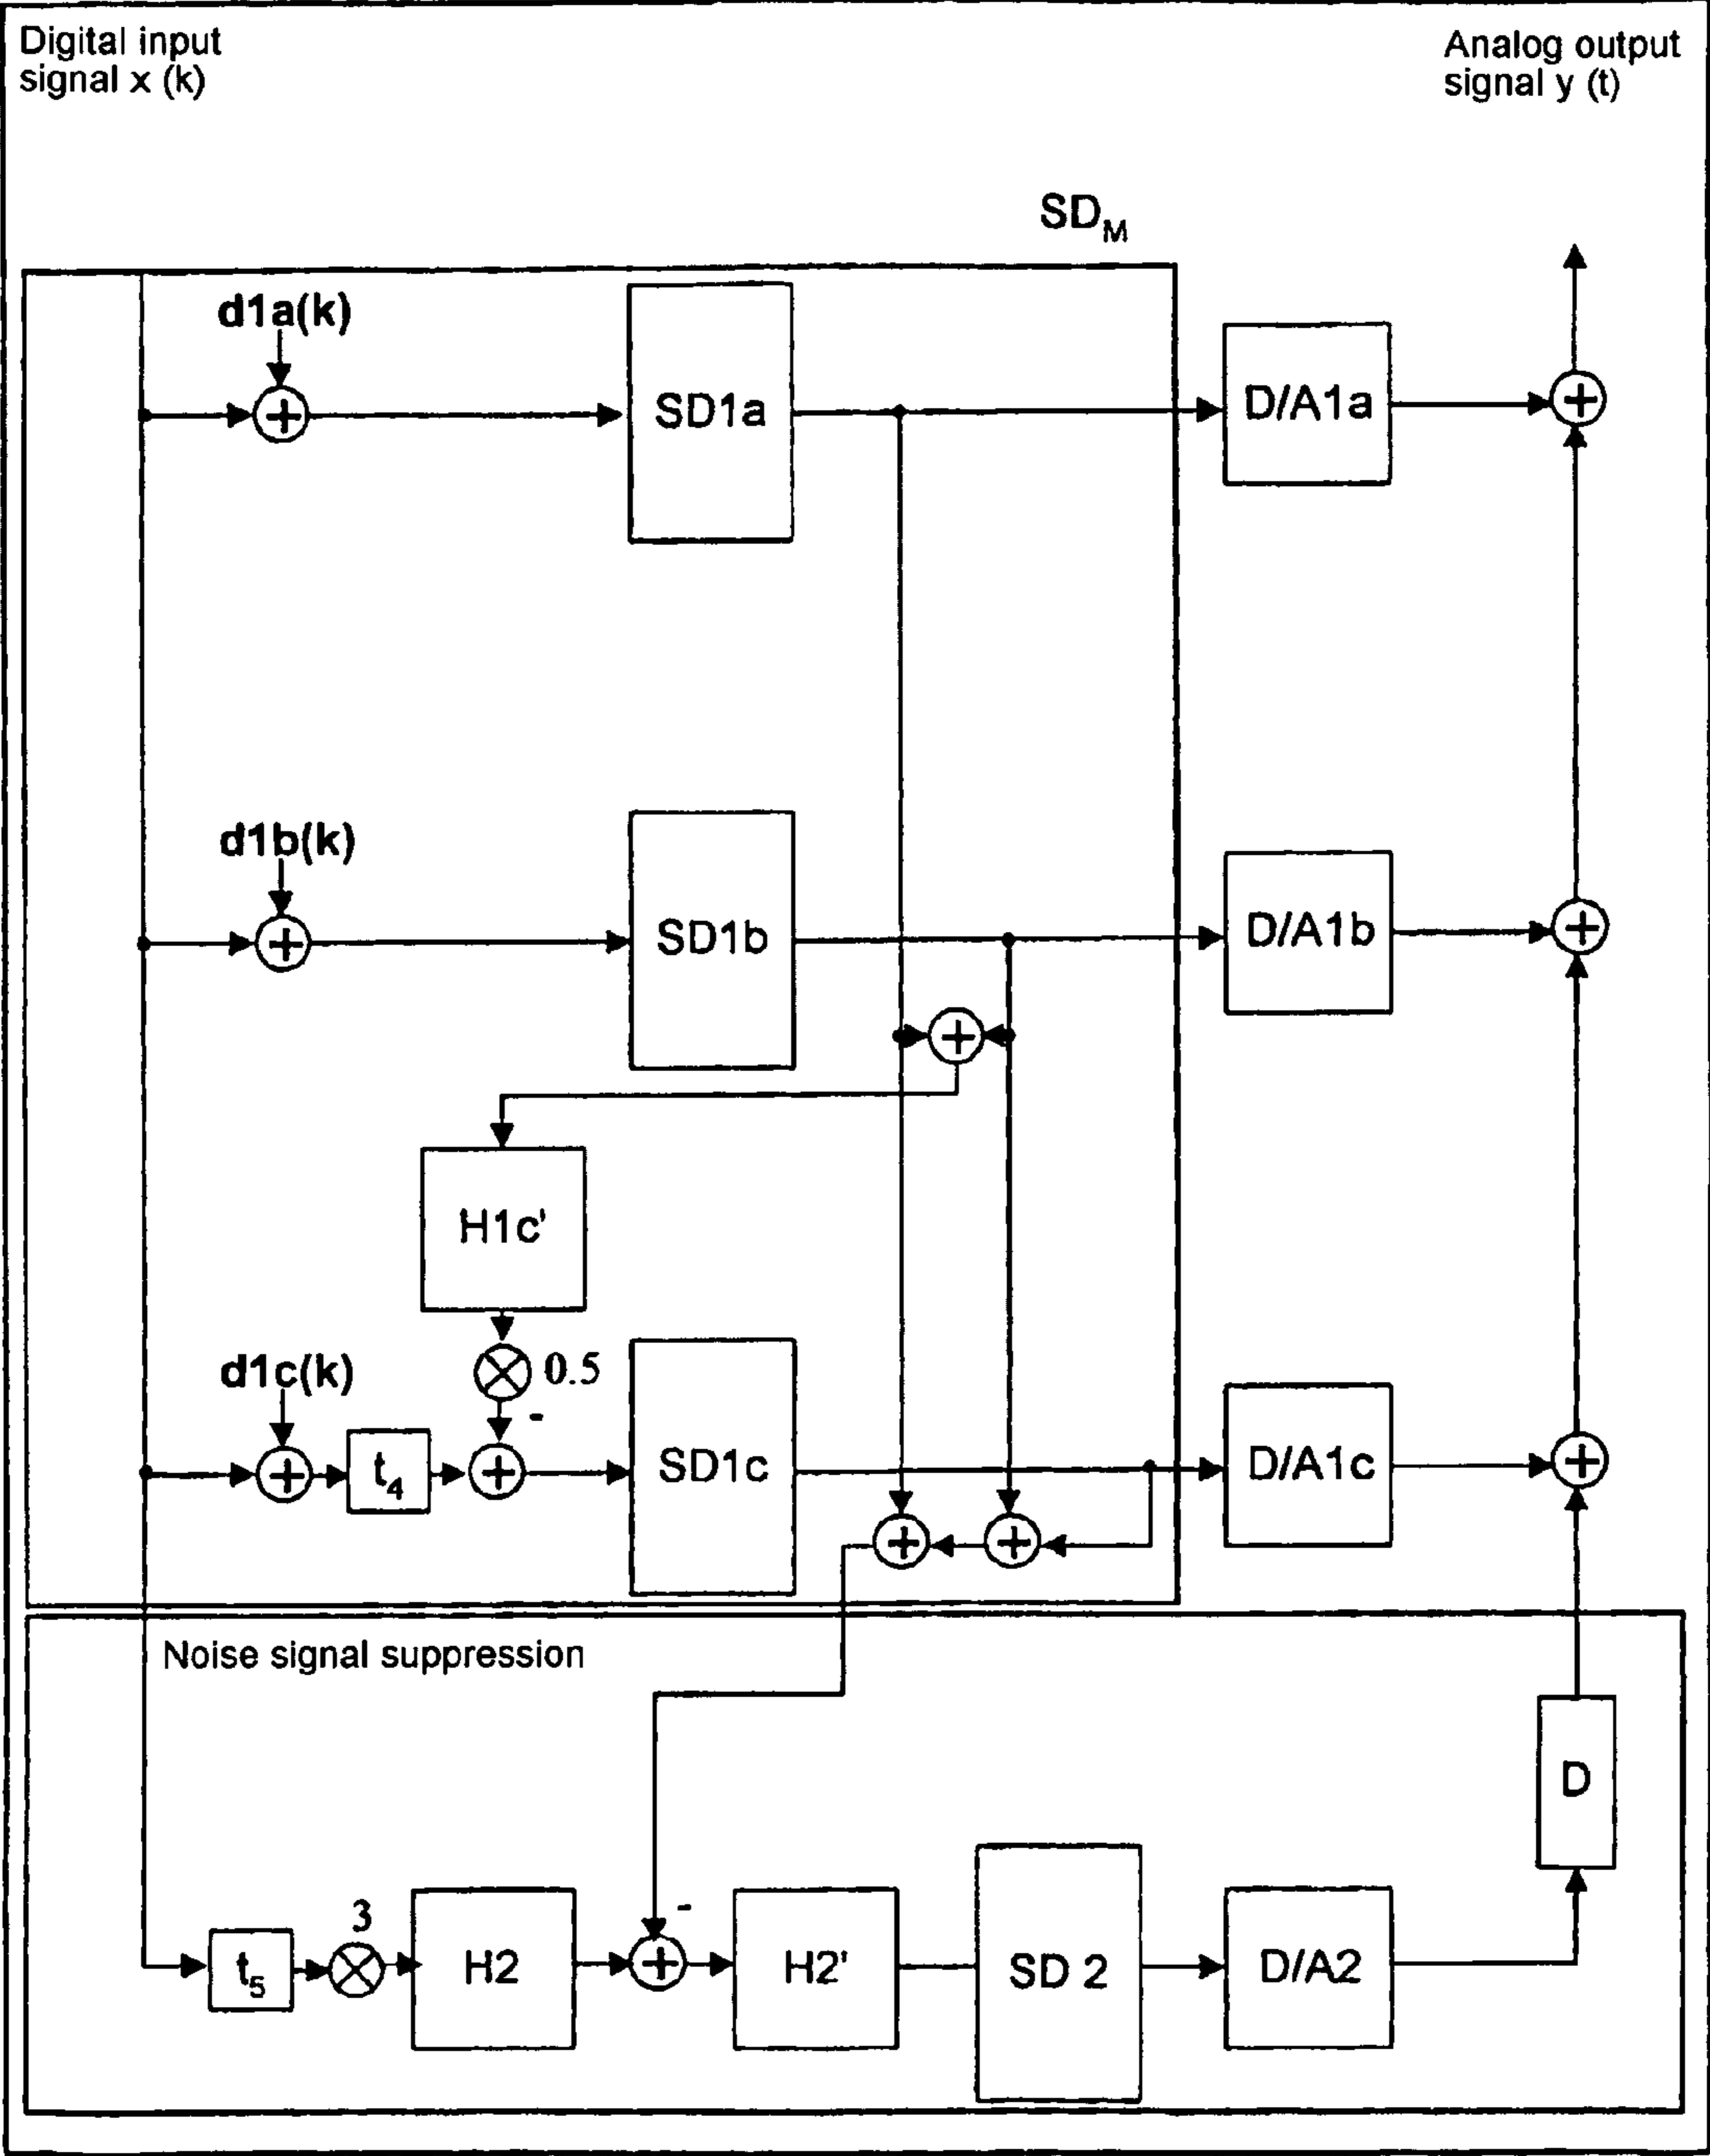 Digital input
signal x (k)
Analog output
signal y (t)
SDM
d1a(k)
+
SD1a
D/A1a
+
d1b(k)
+
SD1b
D/A1b
+
+
H1c'
0.5
d1c(k)
-
+
t4
+
SD1c
D/A1c
+
+
+
Noise signal suppression
D
3
-
t5
H2
+
H2'
SD 2
D/A2